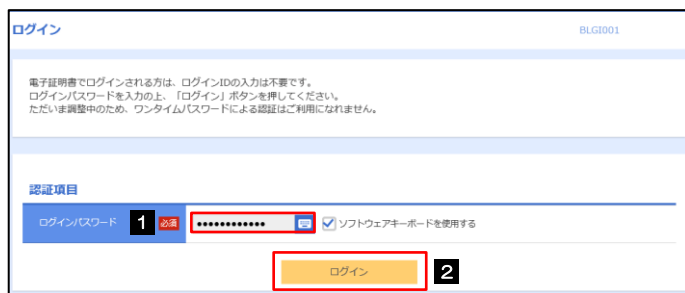 ログイン
BLGI001
電子証明書でログインされる方は、ログインIDの入力は不要です。
ログインパスワードを入力の上、「ログイン」ボタンを押してください。
ただいま調整中のため、ワンタイムパスワードによる認証はご利用になれません。
認証項目
ログインパスワード 1 必須 •••••••••••• ソフトウェアキーボードを使用する
ログイン 2